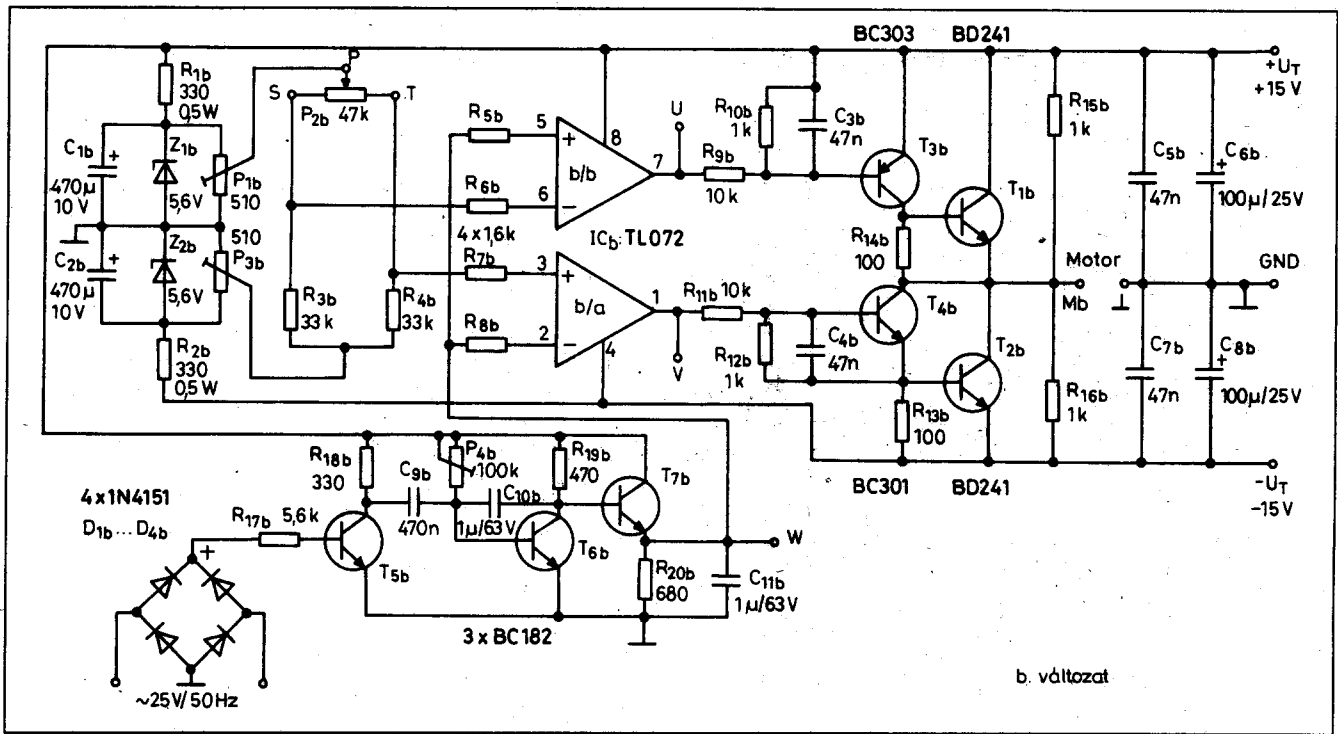 BC303 BD241
R1b
330
0,5W
C1b +
470µ
10 V
Z1b
5,6V
P1b
510
C2b +
470µ
10 V
Z2b
5,6V
510
P3b
R2b
330
0,5W
P
S
T
P2b 47k
R3b
33k
R4b
33k
R5b
5
+
b/b
8
7
R6b
6
−
4 x 1,6k
ICb: TL072
R7b
3
+
b/a
1
R8b
2
−
4
U
R9b
10k
R10b
1k
C3b
47n
T3b
T1b
R14b
100
R11b 10k
V
R12b
1k
C4b
47n
T4b
T2b
R13b
100
R15b
1k
Motor
Mb
R16b
1k
C5b
47n
C6b
+
100µ/25V
GND
C7b
47n
C8b
+
100µ/25V
+UT
+15 V
−UT
−15V
BC301 BD241
R18b
330
C9b
470n
P4b
100k
C10b
1µ/63V
R19b
470
T7b
T6b
T5b
W
R20b
680
C11b
1µ/63V
3 x BC182
4 x 1N4151
D1b...D4b
R17b 5,6k
+
~25V/50Hz
b. változat